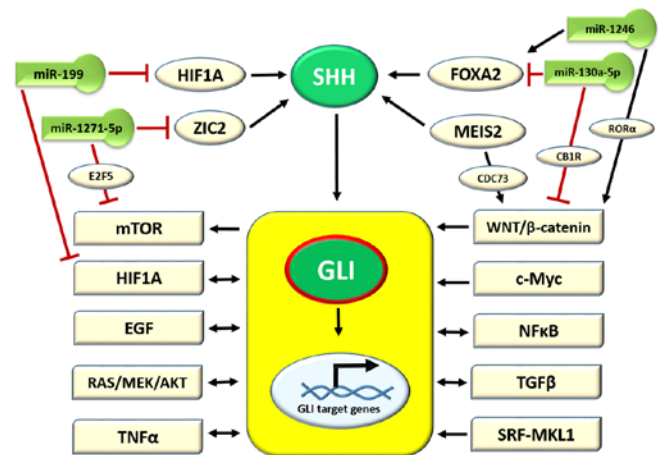 miR-1246
miR-199
HIF1A
SHH
FOXA2
miR-130a-5p
miR-1271-5p
ZIC2
MEIS2
RORα
CB1R
E2F5
CDC73
mTOR
WNT/β-catenin
GLI
HIF1A
c-Myc
EGF
NFκB
RAS/MEK/AKT
TGFβ
GLI target genes
TNFα
SRF-MKL1